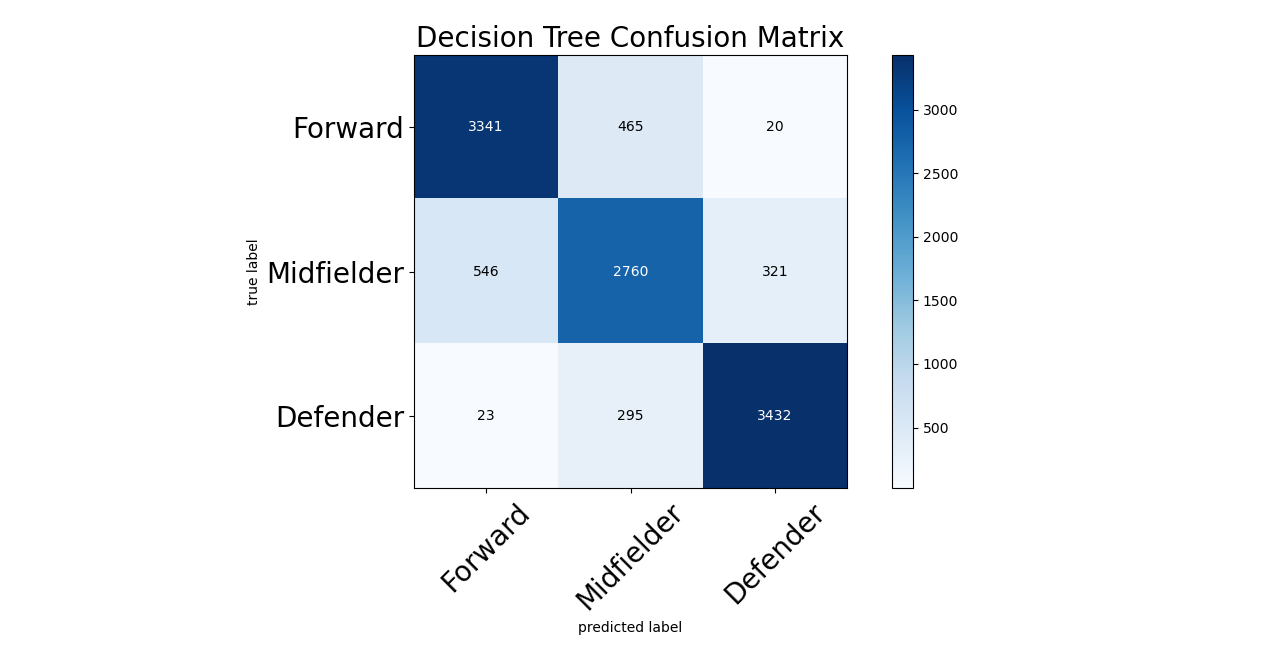 Decision Tree Confusion Matrix
Forward
3341
465
20
Midfielder
546
2760
321
Defender
23
295
3432
true label
Forward
Midfielder
Defender
predicted label
3000
2500
2000
1500
1000
500